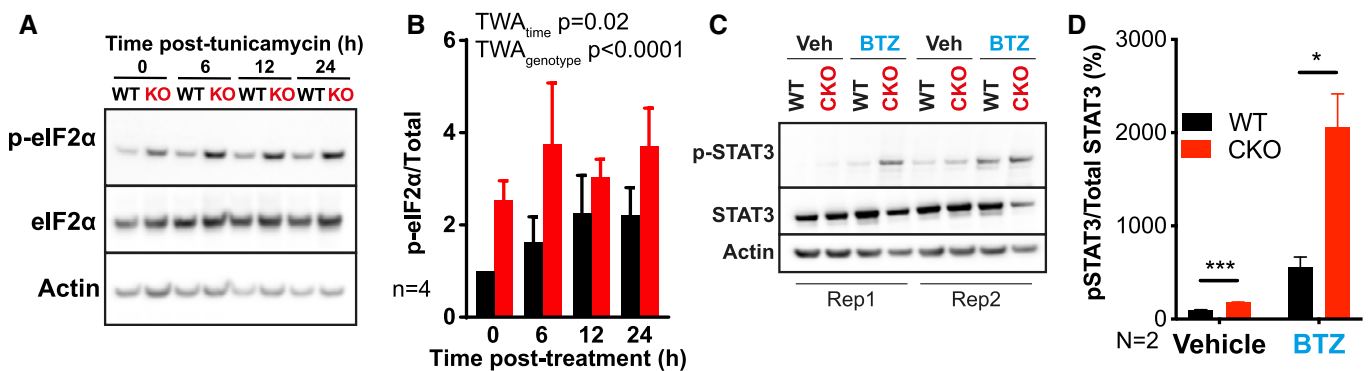 A
Time post-tunicamycin (h)
0 6 12 24
WT KO WT KO WT KO WT KO
p-eIF2α
eIF2α
Actin
B
TWAtime p=0.02
TWAgenotype p<0.0001
p-eIF2α/Total
6
4
2
0
n=4
0 6 12 24
Time post-treatment (h)
C
Veh BTZ Veh BTZ
WT CKO WT CKO WT CKO WT CKO
p-STAT3
STAT3
Actin
Rep1 Rep2
D
pSTAT3/Total STAT3 (%)
3000
2000
1000
0
WT
CKO
***
*
N=2
Vehicle BTZ